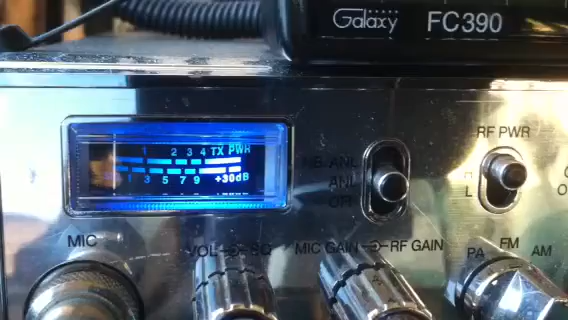 Galaxy FC390
RF PWR
1 2 3 4 TX PWR
3 5 7 9 +30dB
NB ANL
ANL
OFF
H
L
MIC
VOL SQ
MIC GAIN RF GAIN
PA FM AM